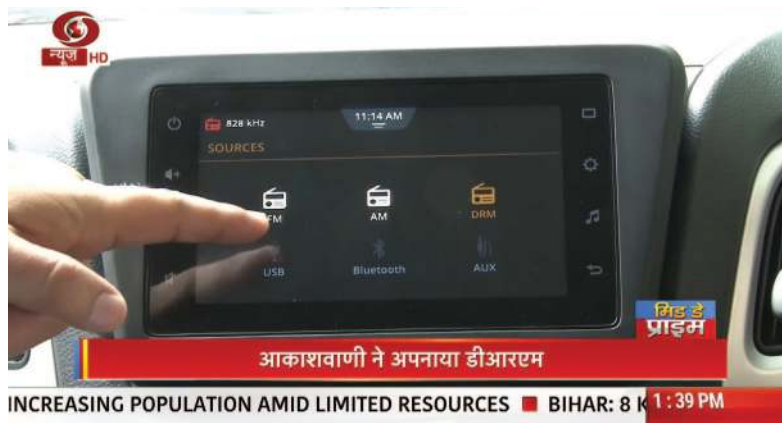 न्यूज़ HD
828 kHz
11:14 AM
SOURCES
FM
AM
DRM
USB
Bluetooth
AUX
मिड डे
प्राइम
आकाशवाणी ने अपनाया डीआरएम
INCREASING POPULATION AMID LIMITED RESOURCES ■ BIHAR: 8 K
1:39 PM